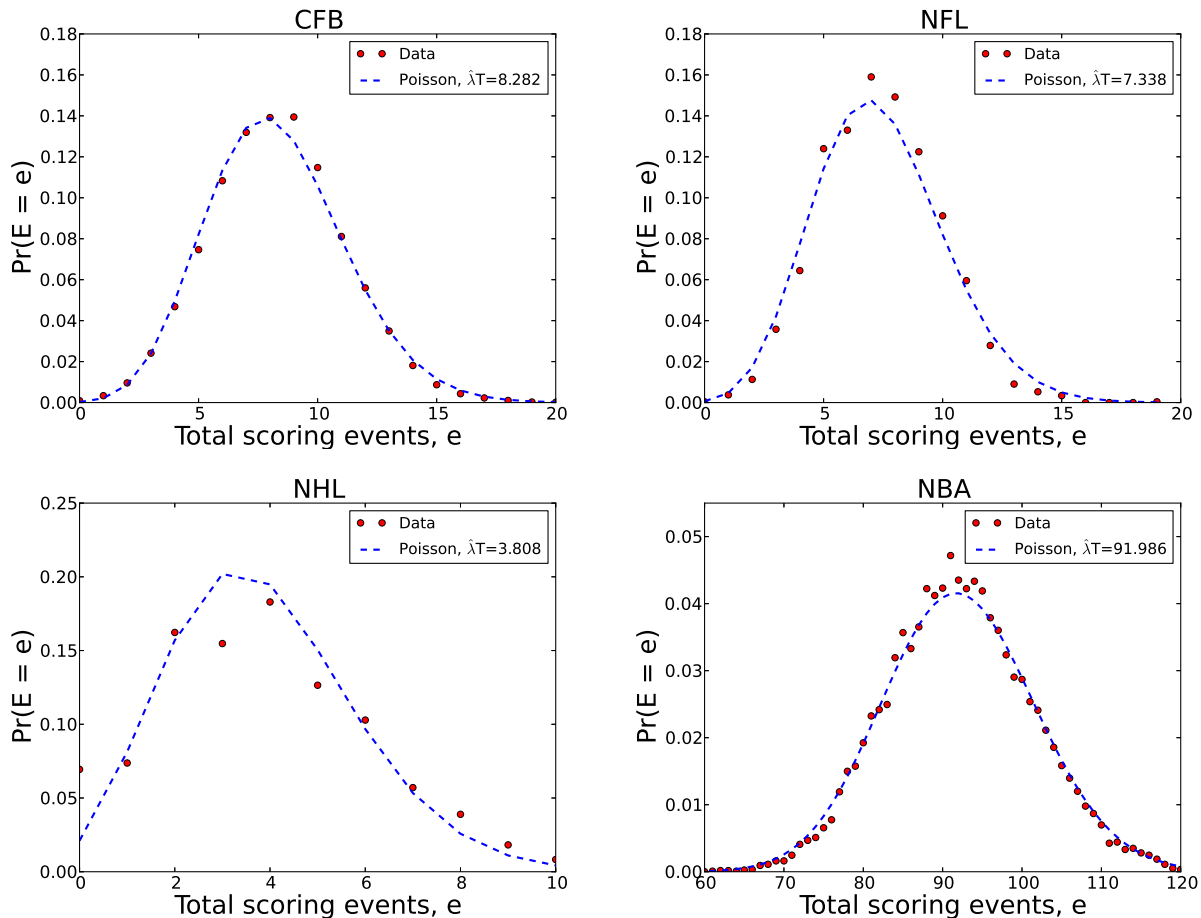 CFB
0.18
0.16
0.14
0.12
0.10
0.08
0.06
0.04
0.02
0.00
Pr(E = e)
Data
Poisson, λ̂T=8.282
0 5 10 15 20
Total scoring events, e
NFL
0.18
0.16
0.14
0.12
0.10
0.08
0.06
0.04
0.02
0.00
Pr(E = e)
Data
Poisson, λ̂T=7.338
0 5 10 15 20
Total scoring events, e
NHL
0.25
0.20
0.15
0.10
0.05
0.00
Pr(E = e)
Data
Poisson, λ̂T=3.808
0 2 4 6 8 10
Total scoring events, e
NBA
0.05
0.04
0.03
0.02
0.01
0.00
Pr(E = e)
Data
Poisson, λ̂T=91.986
60 70 80 90 100 110 120
Total scoring events, e